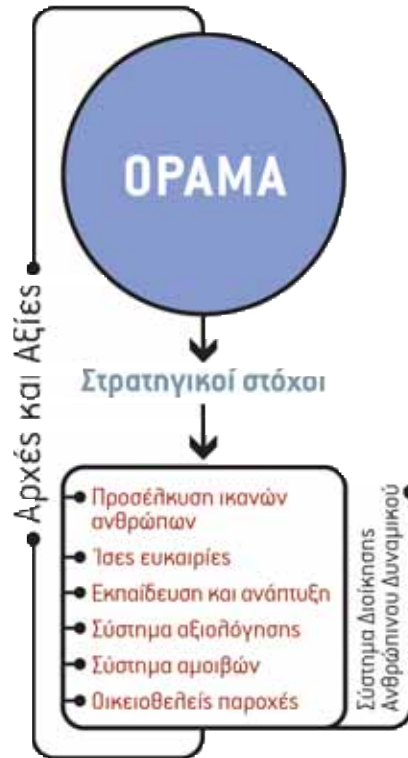 ΟΡΑΜΑ
Αρχές και Αξίες
Στρατηγικοί στόχοι
Προσέλκυση ικανών
ανθρώπων
Ίσες ευκαιρίες
Εκπαίδευση και ανάπτυξη
Σύστημα αξιολόγησης
Σύστημα αμοιβών
Οικειοθελείς παροχές
Σύστημα Διοίκησης
Ανθρώπινου Δυναμικού